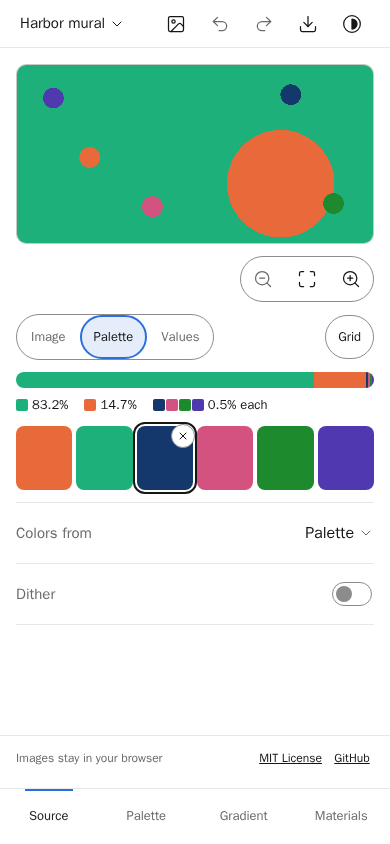 Harbor mural
Image Palette Values Grid
83.2% 14.7% 0.5% each
Colors from Palette
Dither
Images stay in your browser MIT License GitHub
Source Palette Gradient Materials